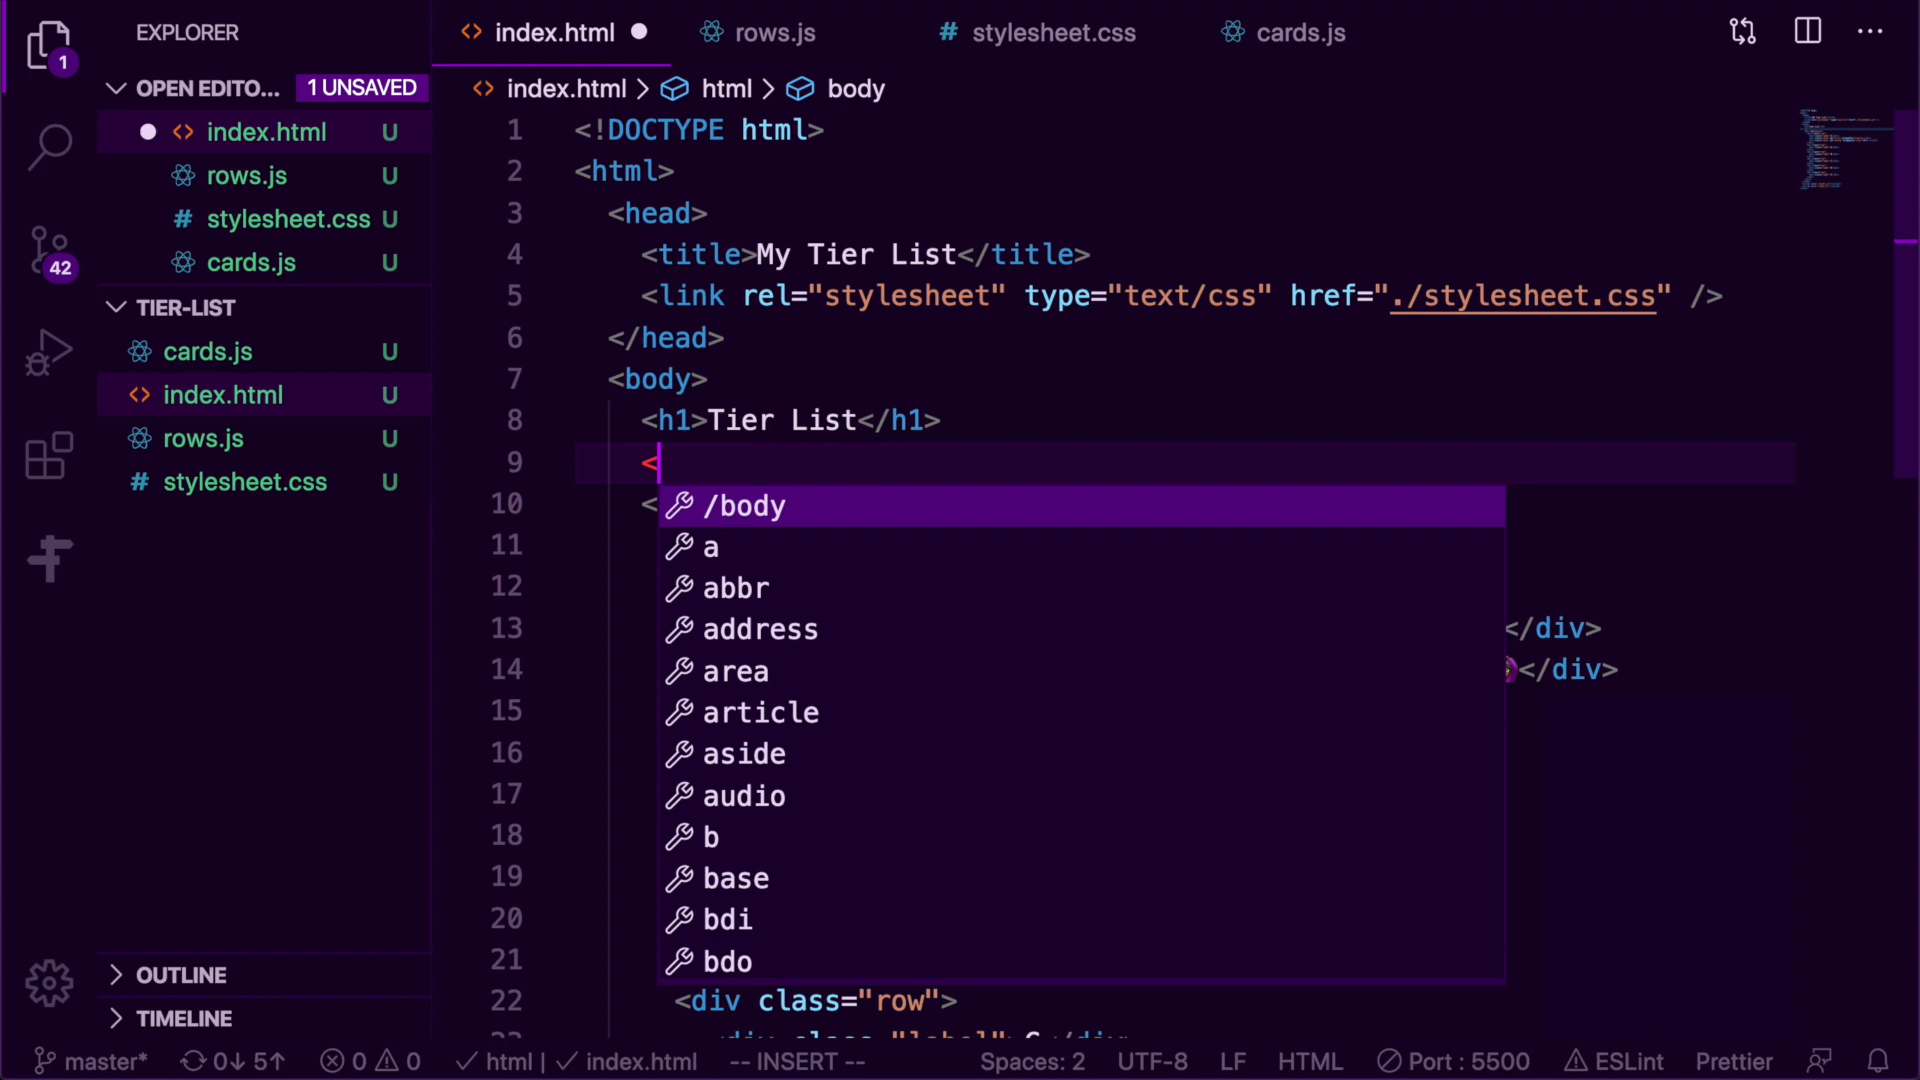 EXPLORER
OPEN EDITO... 1 UNSAVED
index.html U
rows.js U
stylesheet.css U
cards.js U
TIER-LIST
cards.js U
index.html U
rows.js U
stylesheet.css U
OUTLINE
TIMELINE
1
42
index.html rows.js # stylesheet.css cards.js
index.html > html > body
1 <!DOCTYPE html>
2 <html>
3 <head>
4 <title>My Tier List</title>
5 <link rel="stylesheet" type="text/css" href="./stylesheet.css" />
6 </head>
7 <body>
8 <h1>Tier List</h1>
9 <
10 <
/body
11
a
12
abbr
13 </div>
address
14 </div>
area
15
article
16
aside
17
audio
18
b
19
base
20
bdi
21
bdo
22 <div class="row">
master* 0↓ 5↑ 0 0 html | index.html -- INSERT -- Spaces: 2 UTF-8 LF HTML Port : 5500 ESLint Prettier